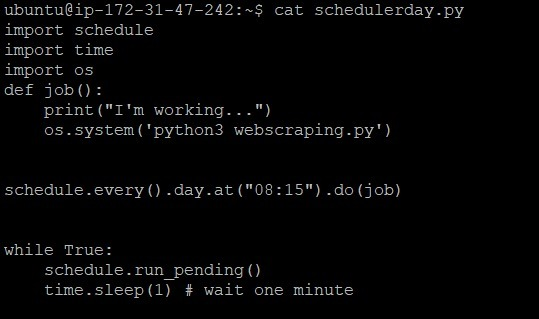 ubuntu@ip-172-31-47-242:~$ cat schedulerday.py
import schedule
import time
import os
def job():
    print("I'm working...")
    os.system('python3 webscraping.py')
schedule.every().day.at("08:15").do(job)
while True:
    schedule.run_pending()
    time.sleep(1) # wait one minute